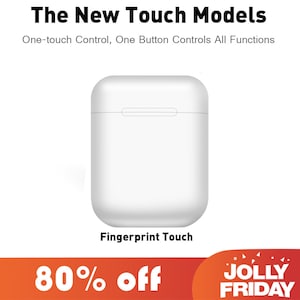 The New Touch Models
One-touch Control, One Button Controls All Functions
Fingerprint Touch
80% off
JOLLY
FRIDAY